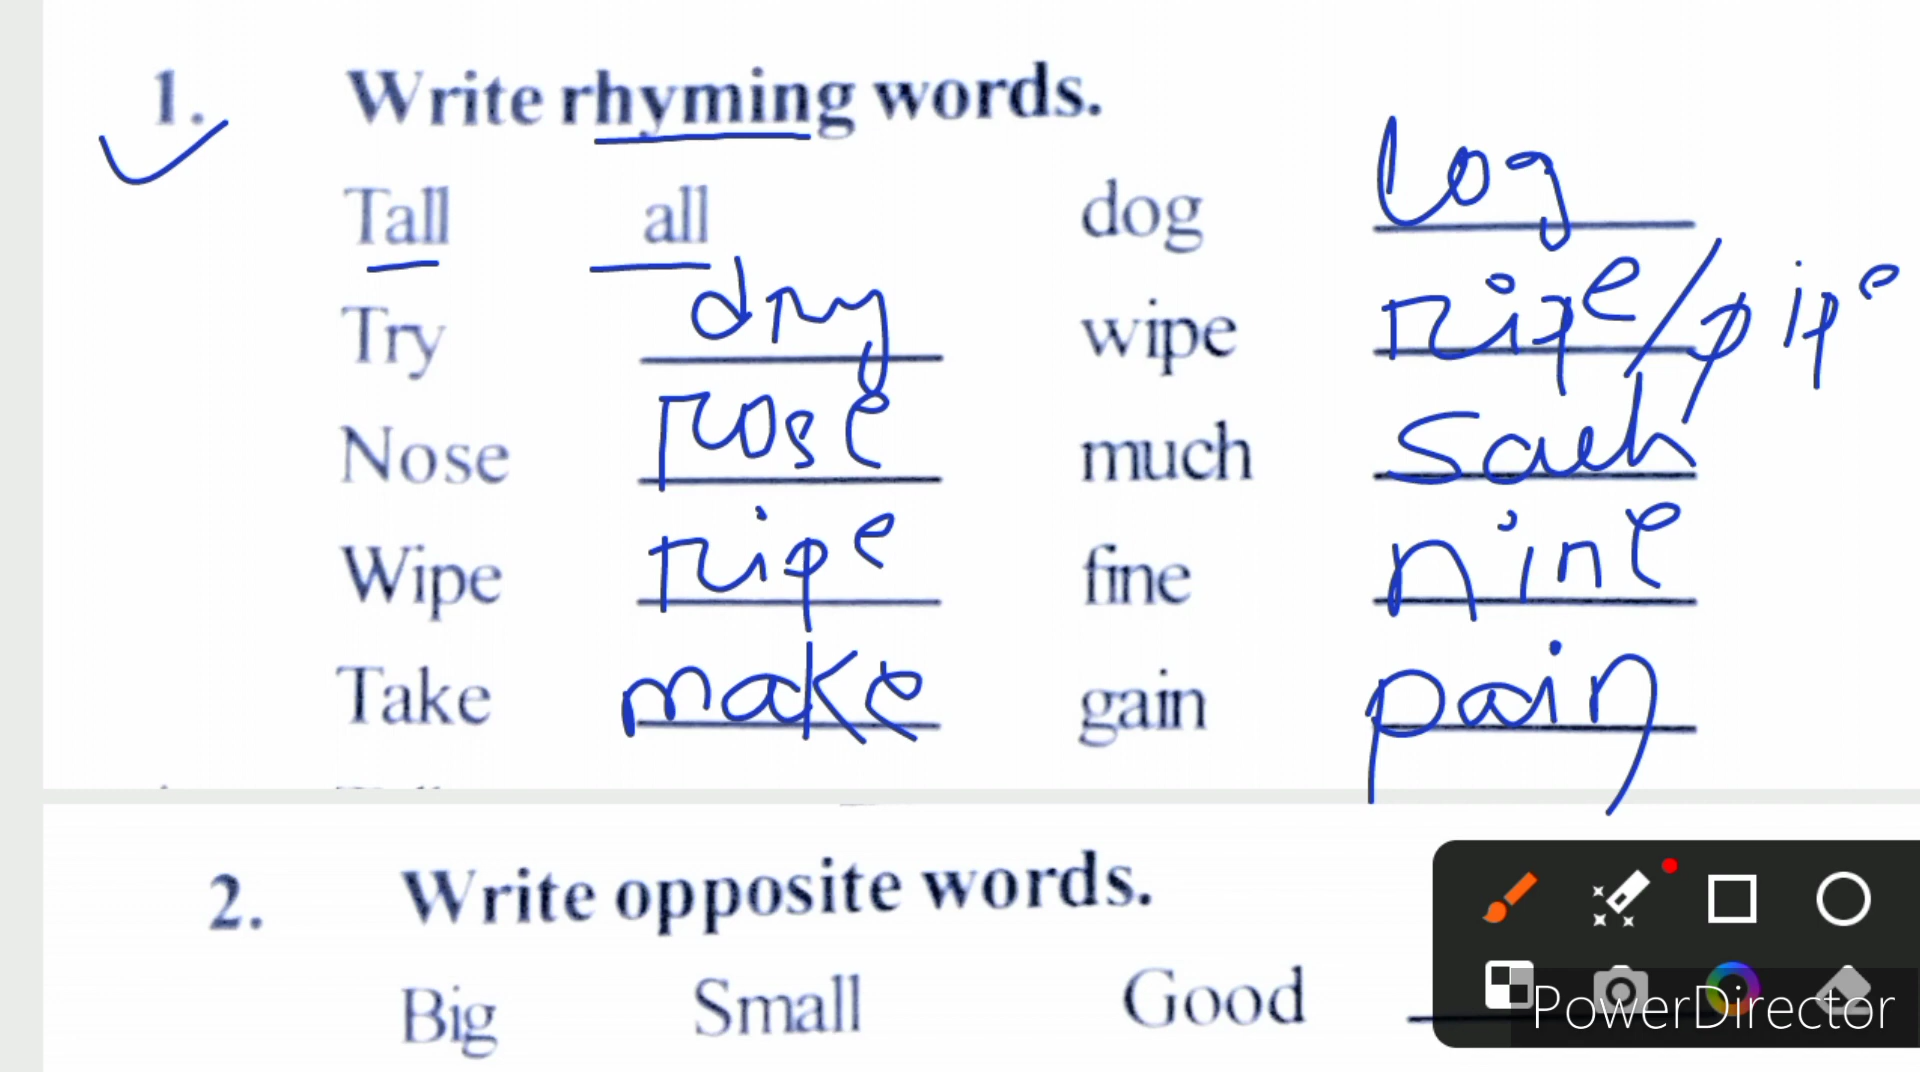 1. Write rhyming words.
Tall all dog log
Try dry wipe ripe/pipe
Nose rose much such
Wipe ripe fine nine
Take make gain pain
2. Write opposite words.
Big Small Good
PowerDirector